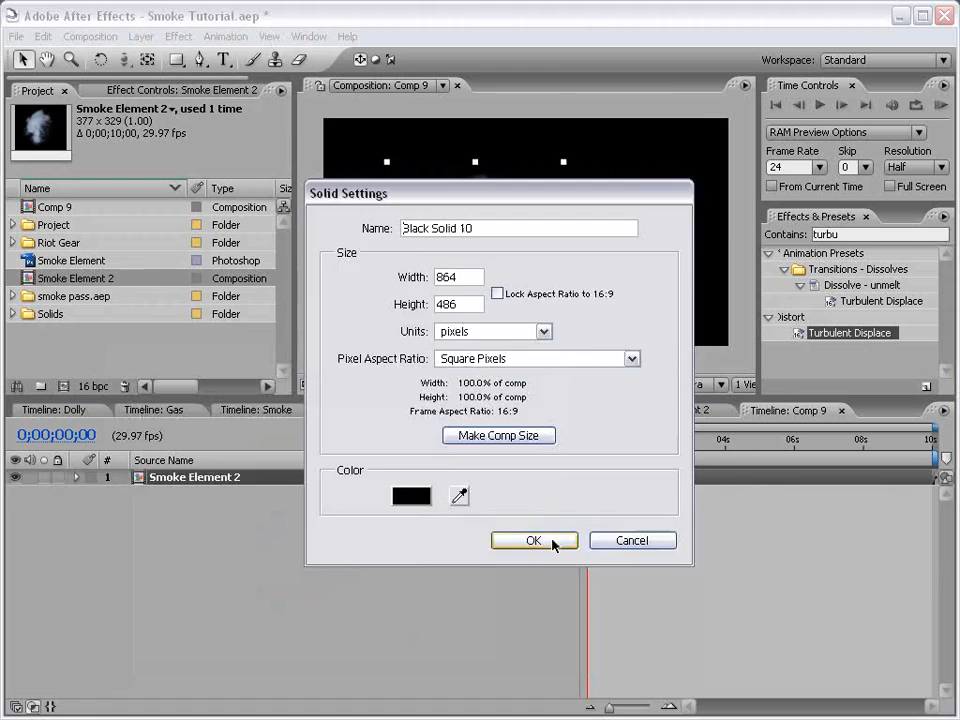 Adobe After Effects - Smoke Tutorial.aep *
File Edit Composition Layer Effect Animation View Window Help
Workspace: Standard
Project Effect Controls: Smoke Element 2
Smoke Element 2, used 1 time
377 x 329 (1.00)
Δ 0;00;10;00, 29.97 fps
Name Type Size
Comp 9 Composition
Project Folder
Riot Gear Folder
Smoke Element Photoshop
Smoke Element 2 Composition
smoke pass.aep Folder
Solids Folder
16 bpc
Composition: Comp 9
Solid Settings
Name: Black Solid 10
Size
Width: 864
Height: 486
Lock Aspect Ratio to 16:9
Units: pixels
Pixel Aspect Ratio: Square Pixels
Width: 100.0% of comp
Height: 100.0% of comp
Frame Aspect Ratio: 16:9
Make Comp Size
Color
OK Cancel
Time Controls
RAM Preview Options
Frame Rate Skip Resolution
24 0 Half
From Current Time Full Screen
Effects & Presets
Contains: turbu
Animation Presets
Transitions - Dissolves
Dissolve - unmelt
Turbulent Displace
Turbulent Displace
1 Vie
Timeline: Dolly Timeline: Gas Timeline: Smoke Timeline: Comp 9
0;00;00;00 (29.97 fps)
04s 06s 08s 10s
# Source Name
1 Smoke Element 2